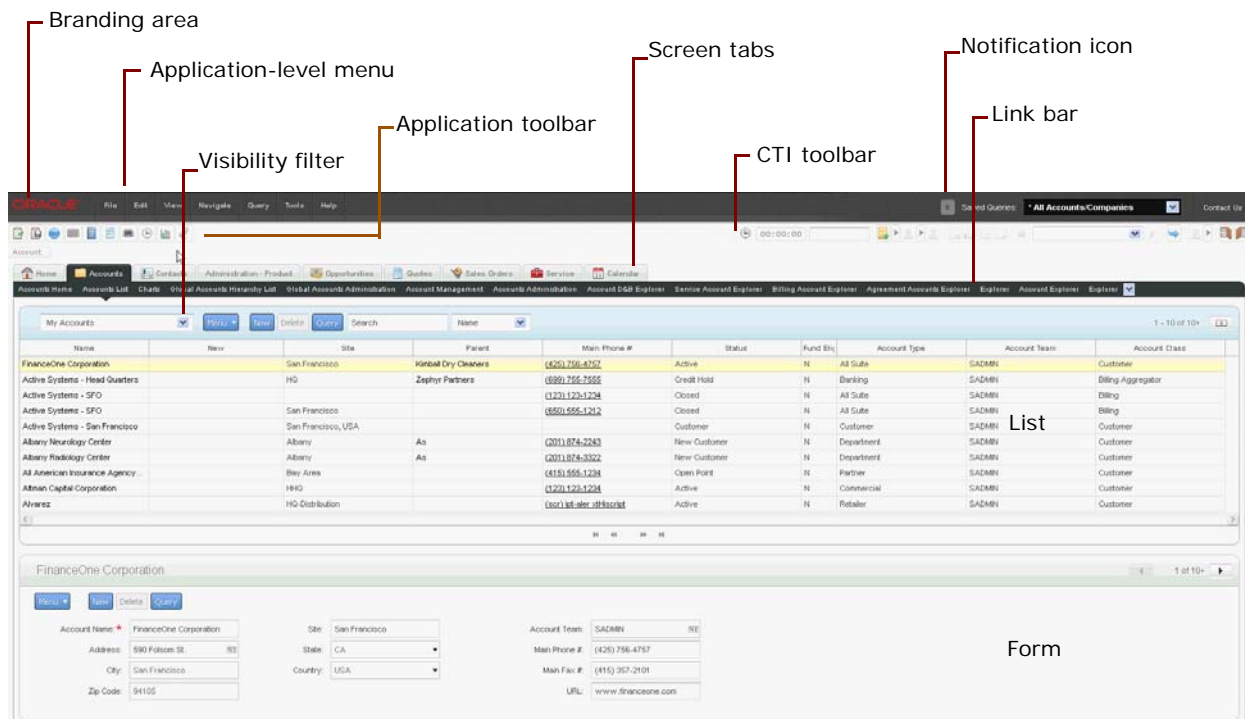 Branding area
Application-level menu
Screen tabs
Notification icon
Application toolbar
Link bar
Visibility filter
CTI toolbar
ORACLE File Edit View Navigate Query Tools Help Saved Queries: * All Accounts/Companies Contact Us
00:00:00
Account:
Home Accounts Contacts Administration - Product Opportunities Quotes Sales Orders Service Calendar
Accounts Home Accounts List Charts Global Accounts Hierarchy List Global Accounts Administration Account Management Accounts Administration Account D&B Explorer Service Account Explorer Billing Account Explorer Agreement Accounts Explorer Explorer Account Explorer Explorer
My Accounts Menu New Delete Query Search Name 1 - 10 of 10+
Name New Site Parent Main Phone # Status Fund Elig Account Type Account Team Account Class
FinanceOne Corporation San Francisco Kimball Dry Cleaners (425) 756-4757 Active N All Suite SADMIN Customer
Active Systems - Head Quarters HQ Zephyr Partners (699) 755-7555 Credit Hold N Banking SADMIN Billing Aggregator
Active Systems - SFO (123) 123-1234 Closed N All Suite SADMIN Billing
Active Systems - SFO San Francisco (650) 555-1212 Closed N All Suite SADMIN Billing
Active Systems - San Francisco San Francisco, USA Customer N Customer SADMIN Customer
List
Albany Neurology Center Albany As (201) 874-2243 New Customer N Department SADMIN Customer
Albany Radiology Center Albany As (201) 874-3322 New Customer N Department SADMIN Customer
All American Insurance Agency... Bay Area (415) 555-1234 Open Point N Partner SADMIN Customer
Altman Capital Corporation HHQ (123) 123-1234 Active N Commercial SADMIN Customer
Alvarez HQ-Distribution Active N Retailer SADMIN Customer
FinanceOne Corporation 1 of 10+
Menu New Delete Query
Account Name: * FinanceOne Corporation Site: San Francisco Account Team: SADMIN
Address: 590 Folsom St. State: CA Main Phone #: (425) 756-4757
Form
City: San Francisco Country: USA Main Fax #: (415) 357-2101
Zip Code: 94105 URL: www.financeone.com